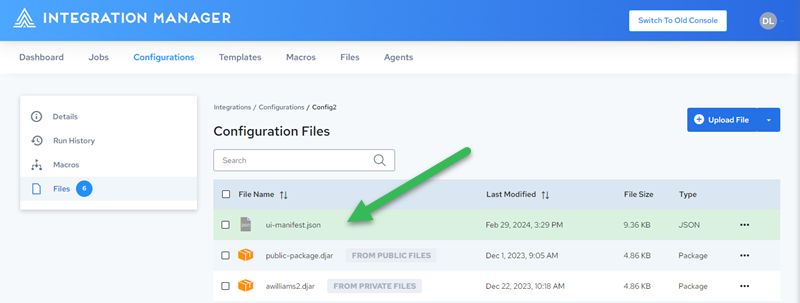 INTEGRATION MANAGER
Switch To Old Console
DL
Dashboard Jobs Configurations Templates Macros Files Agents
Details
Run History
Macros
Files 6
Integrations / Configurations / Config2
Configuration Files
Upload File
Search
File Name Last Modified File Size Type
ui-manifest.json Feb 29, 2024, 3:29 PM 9.36 KB JSON
public-package.djar FROM PUBLIC FILES Dec 1, 2023, 9:05 AM 4.86 KB Package
awilliams2.djar FROM PRIVATE FILES Dec 22, 2023, 10:18 AM 4.86 KB Package